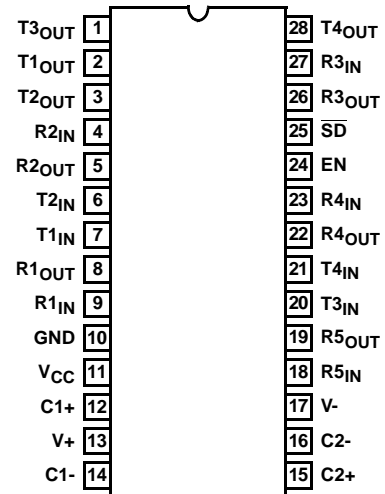 T3OUT 1 28 T4OUT
T1OUT 2 27 R3IN
T2OUT 3 26 R3OUT
R2IN 4 25 S̅D̅
R2OUT 5 24 EN
T2IN 6 23 R4IN
T1IN 7 22 R4OUT
R1OUT 8 21 T4IN
R1IN 9 20 T3IN
GND 10 19 R5OUT
VCC 11 18 R5IN
C1+ 12 17 V-
V+ 13 16 C2-
C1- 14 15 C2+